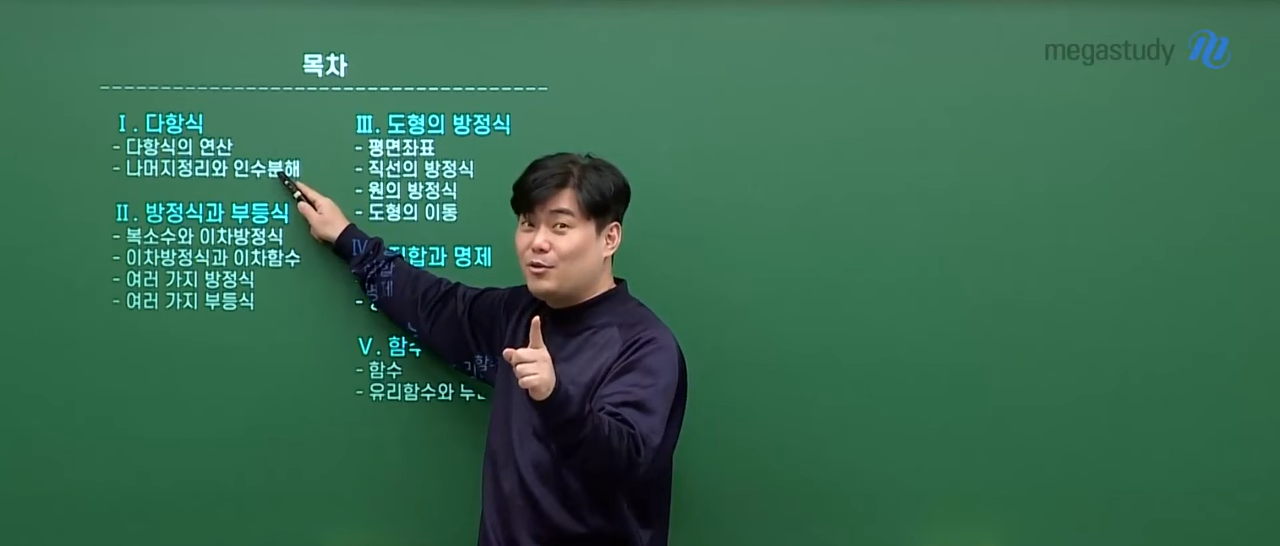 megastudy
목차
Ⅰ. 다항식
- 다항식의 연산
- 나머지정리와 인수분해
Ⅱ. 방정식과 부등식
- 복소수와 이차방정식
- 이차방정식과 이차함수
- 여러 가지 방정식
- 여러 가지 부등식
Ⅲ. 도형의 방정식
- 평면좌표
- 직선의 방정식
- 원의 방정식
- 도형의 이동
Ⅳ. 집합과 명제
명제
Ⅴ. 함수
- 함수
- 유리함수와